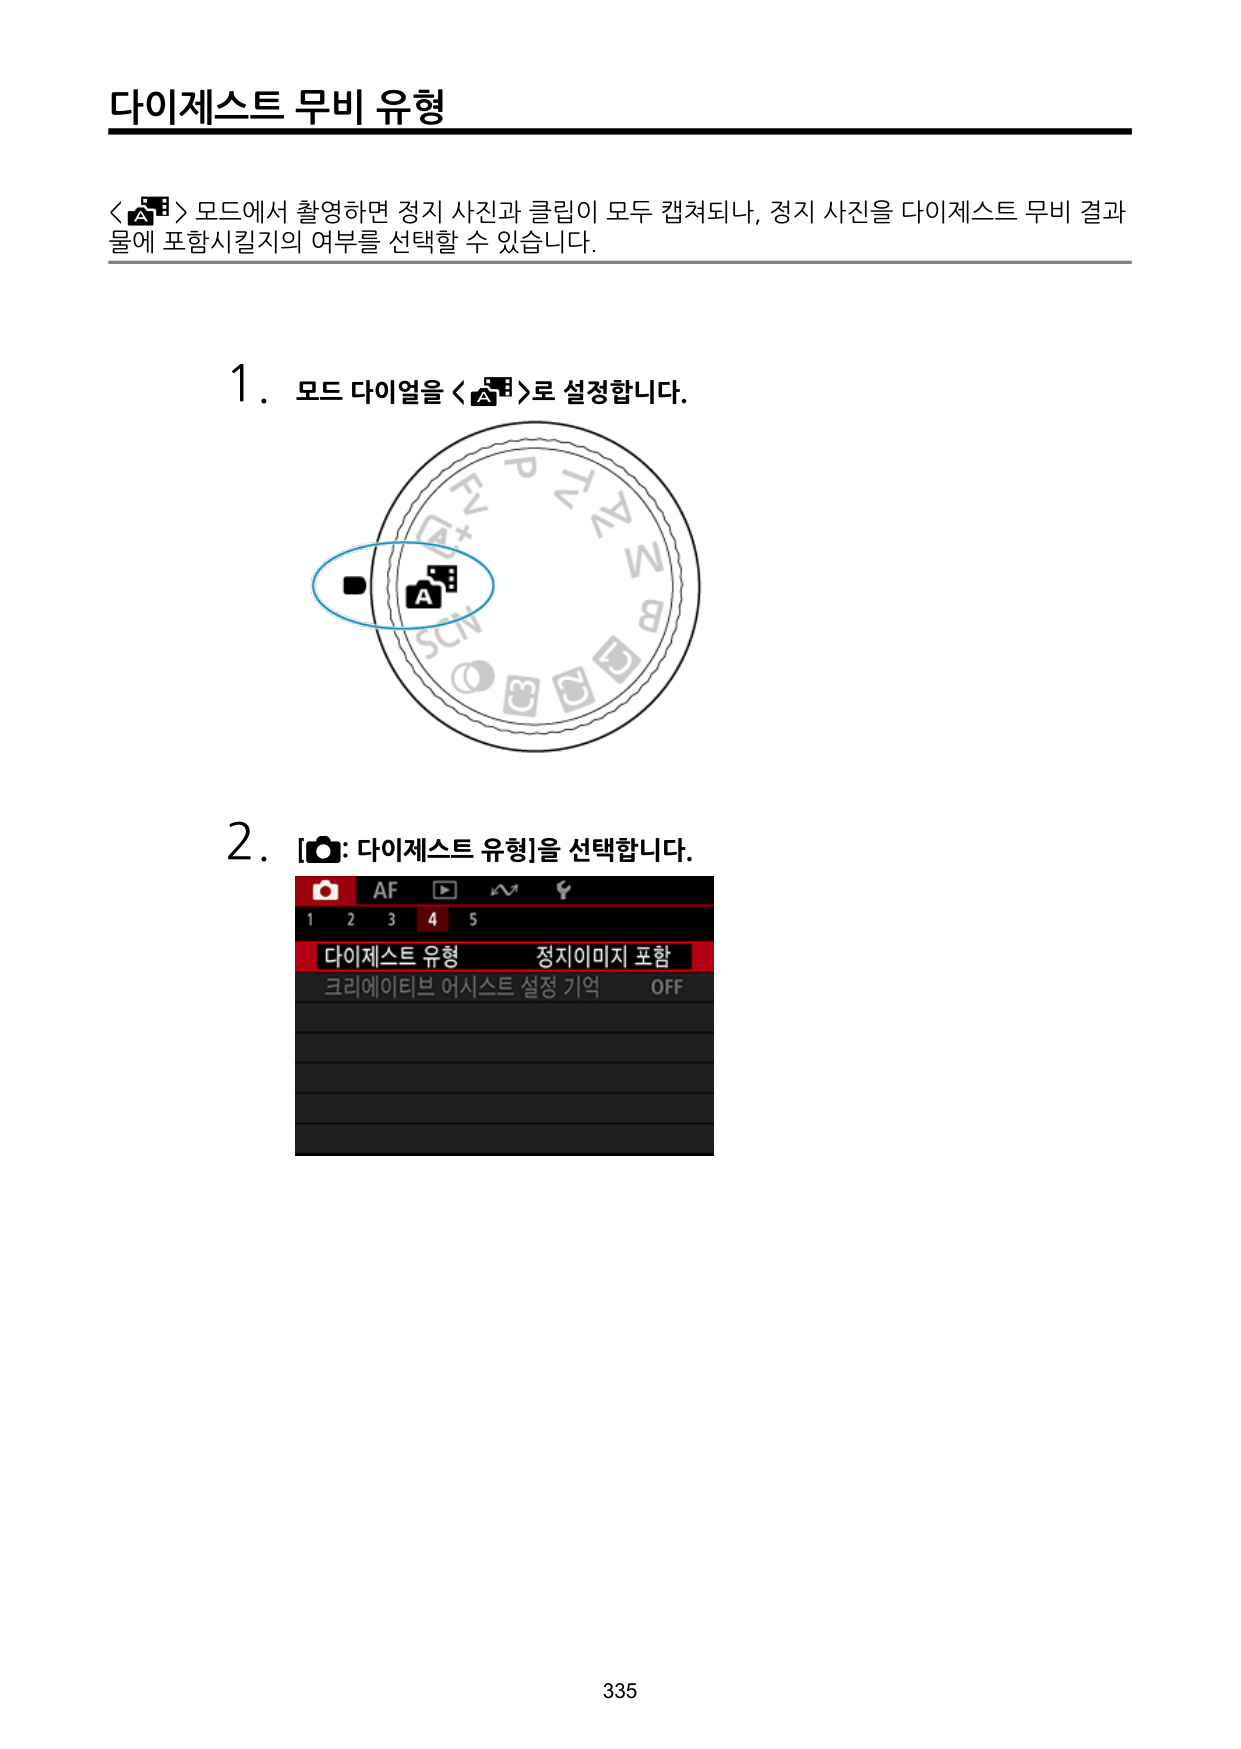 다이제스트 무비 유형
< A > 모드에서 촬영하면 정지 사진과 클립이 모두 캡쳐되나, 정지 사진을 다이제스트 무비 결과
물에 포함시킬지의 여부를 선택할 수 있습니다.
1. 모드 다이얼을 < A >로 설정합니다.
P
Tv
Fv
Av
A+
M
A
B
SCN
C1
C2
C3
2. [: 다이제스트 유형]을 선택합니다.
AF
1 2 3 4 5
다이제스트 유형 정지이미지 포함
크리에이티브 어시스트 설정 기억 OFF
335